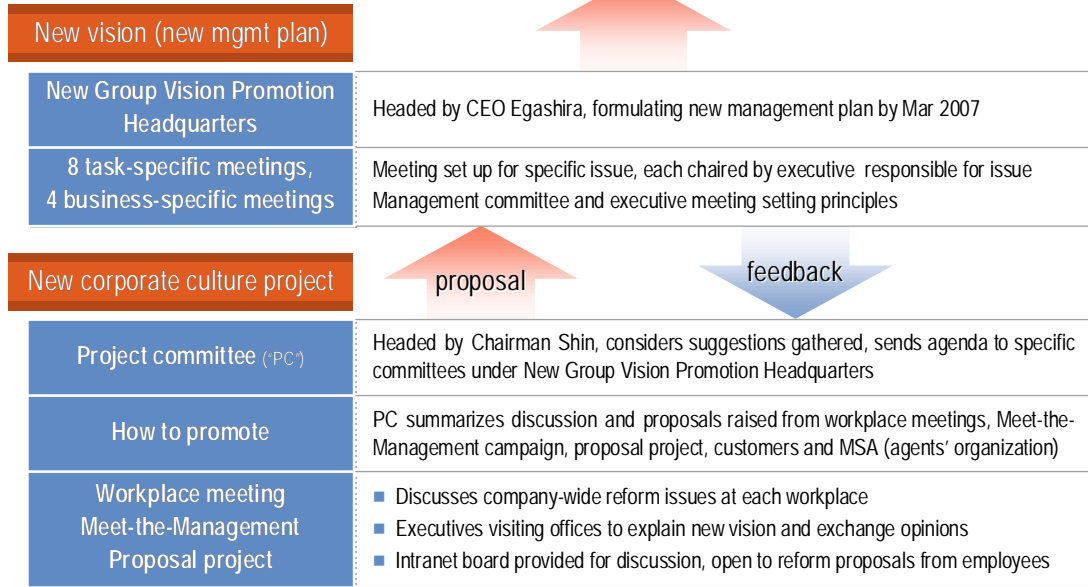 New vision (new mgmt plan)
New Group Vision Promotion
Headquarters
Headed by CEO Egashira, formulating new management plan by Mar 2007
8 task-specific meetings,
4 business-specific meetings
Meeting set up for specific issue, each chaired by executive responsible for issue
Management committee and executive meeting setting principles
proposal
feedback
New corporate culture project
Project committee ("PC")
Headed by Chairman Shin, considers suggestions gathered, sends agenda to specific
committees under New Group Vision Promotion Headquarters
How to promote
PC summarizes discussion and proposals raised from workplace meetings, Meet-the-
Management campaign, proposal project, customers and MSA (agents' organization)
Workplace meeting
Meet-the-Management
Proposal project
■ Discusses company-wide reform issues at each workplace
■ Executives visiting offices to explain new vision and exchange opinions
■ Intranet board provided for discussion, open to reform proposals from employees